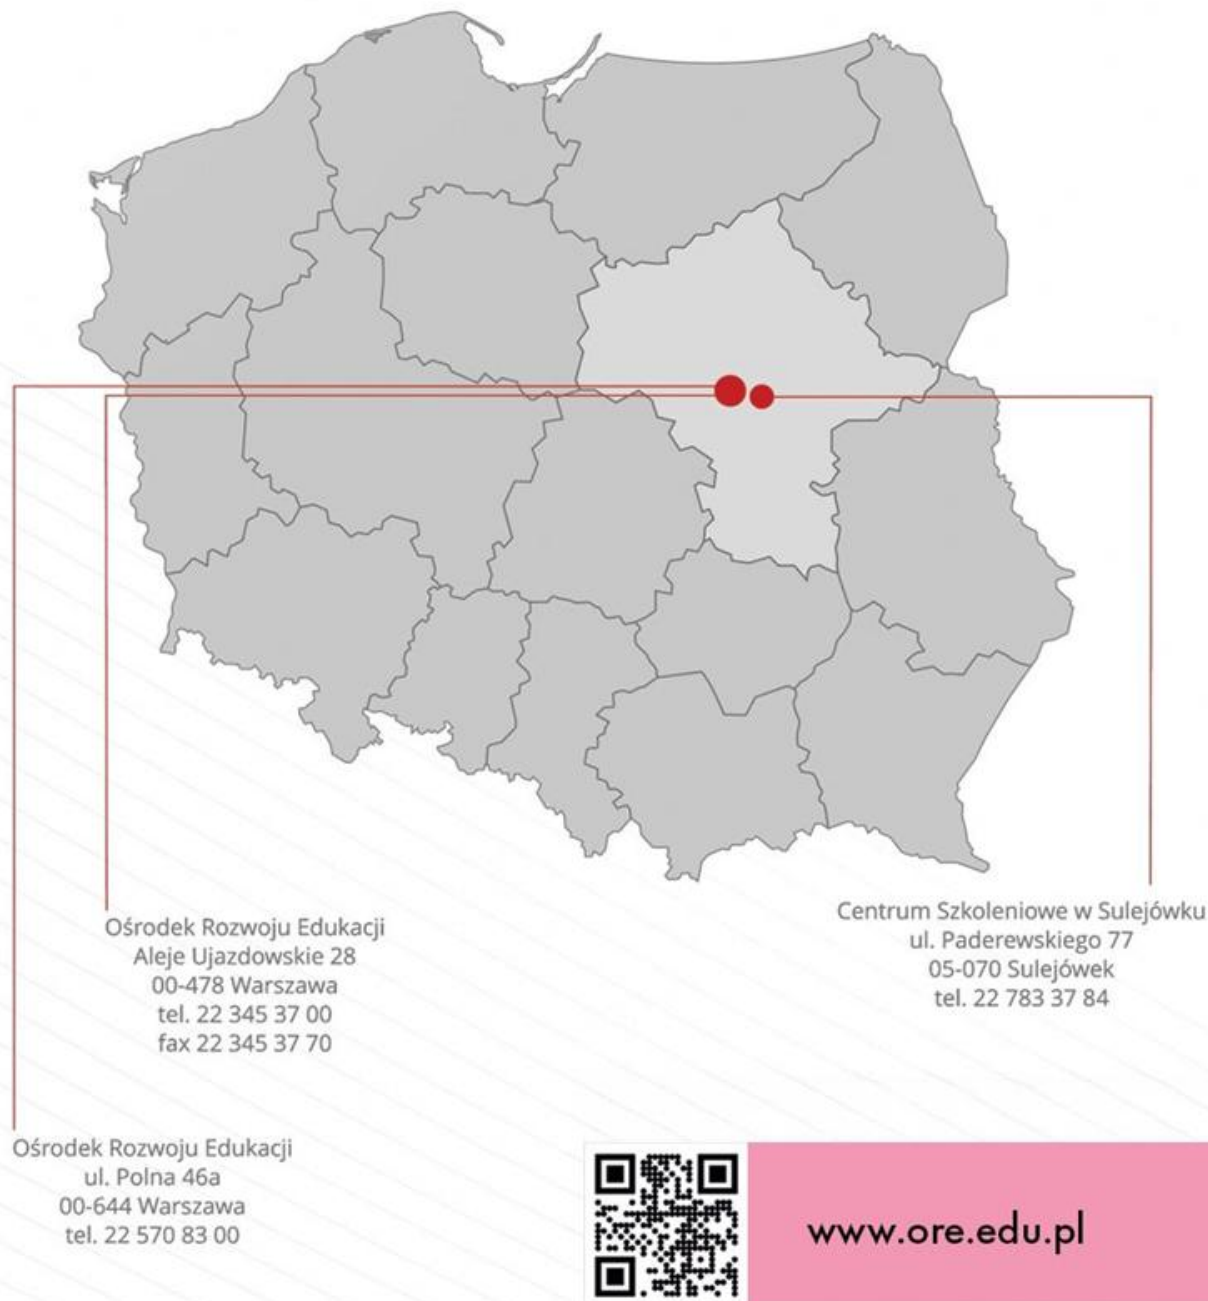 Ośrodek Rozwoju Edukacji
Aleje Ujazdowskie 28
00-478 Warszawa
tel. 22 345 37 00
fax 22 345 37 70
Centrum Szkoleniowe w Sulejówku
ul. Paderewskiego 77
05-070 Sulejówek
tel. 22 783 37 84
Ośrodek Rozwoju Edukacji
ul. Polna 46a
00-644 Warszawa
tel. 22 570 83 00
www.ore.edu.pl